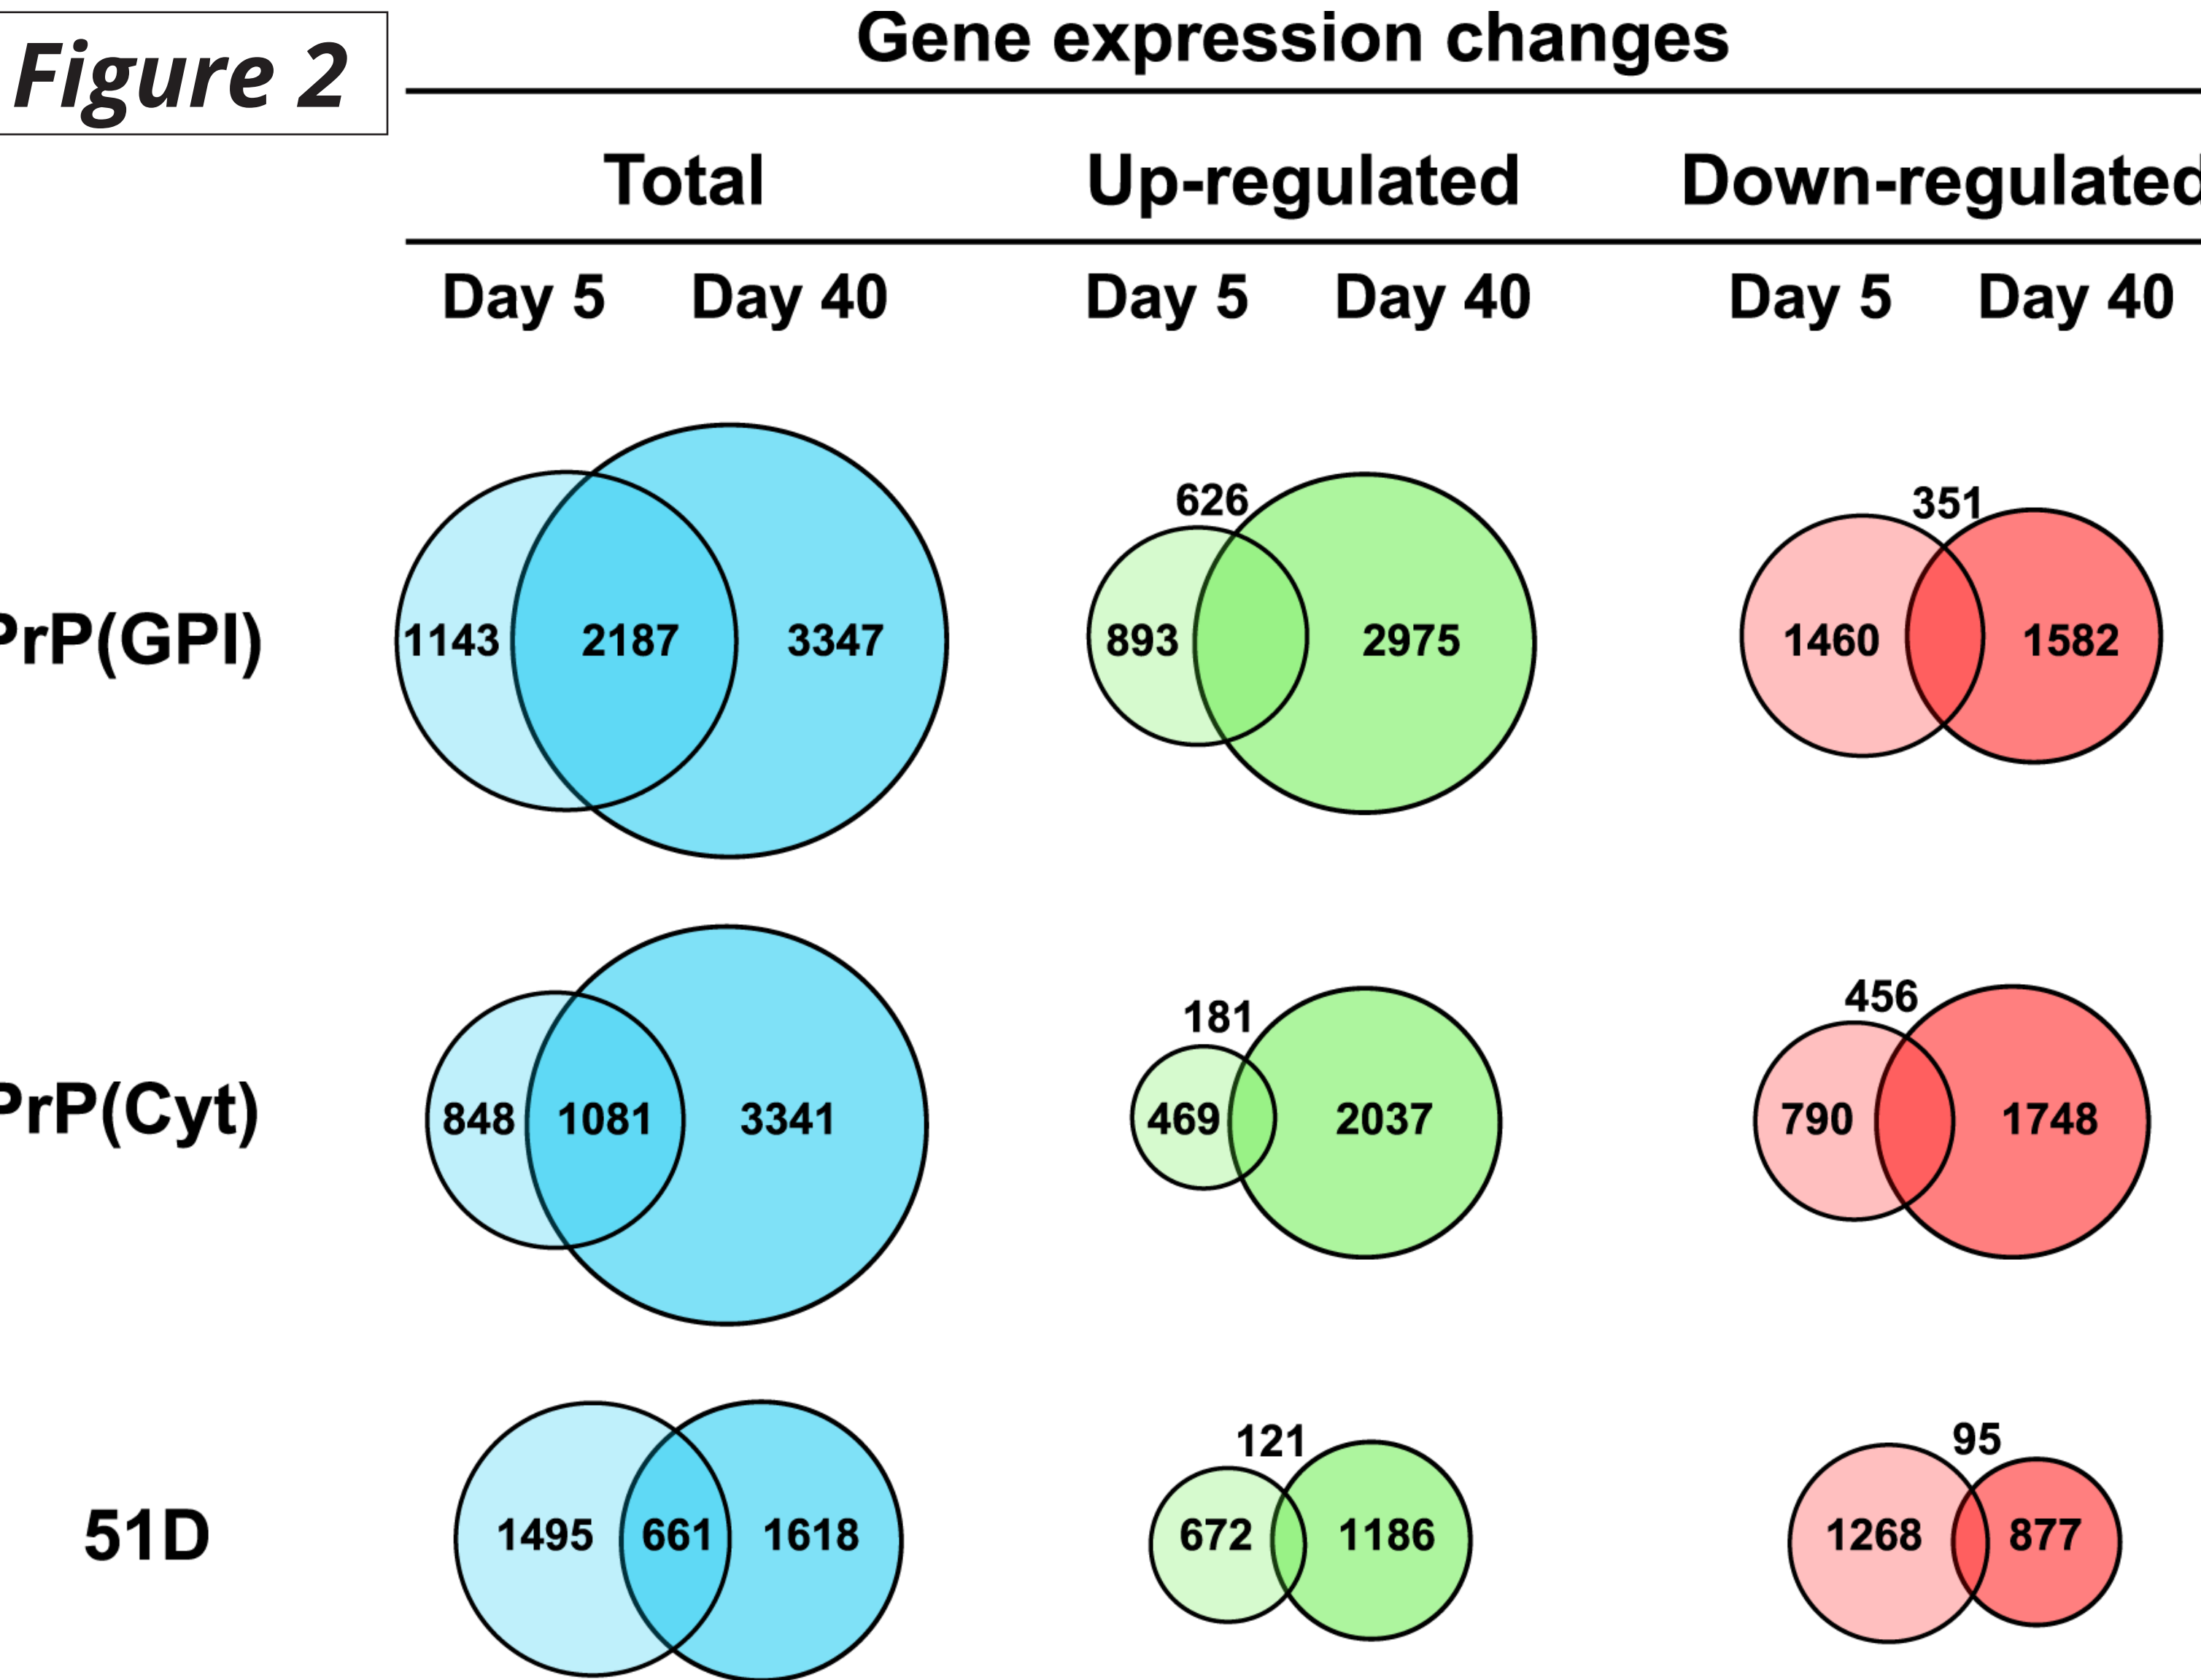 Figure 2
Gene expression changes
Total Up-regulated Down-regulated
Day 5 Day 40 Day 5 Day 40 Day 5 Day 40
626 351
PrP(GPI) 1143 2187 3347 893 2975 1460 1582
181 456
PrP(Cyt) 848 1081 3341 469 2037 790 1748
121 95
51D 1495 661 1618 672 1186 1268 877